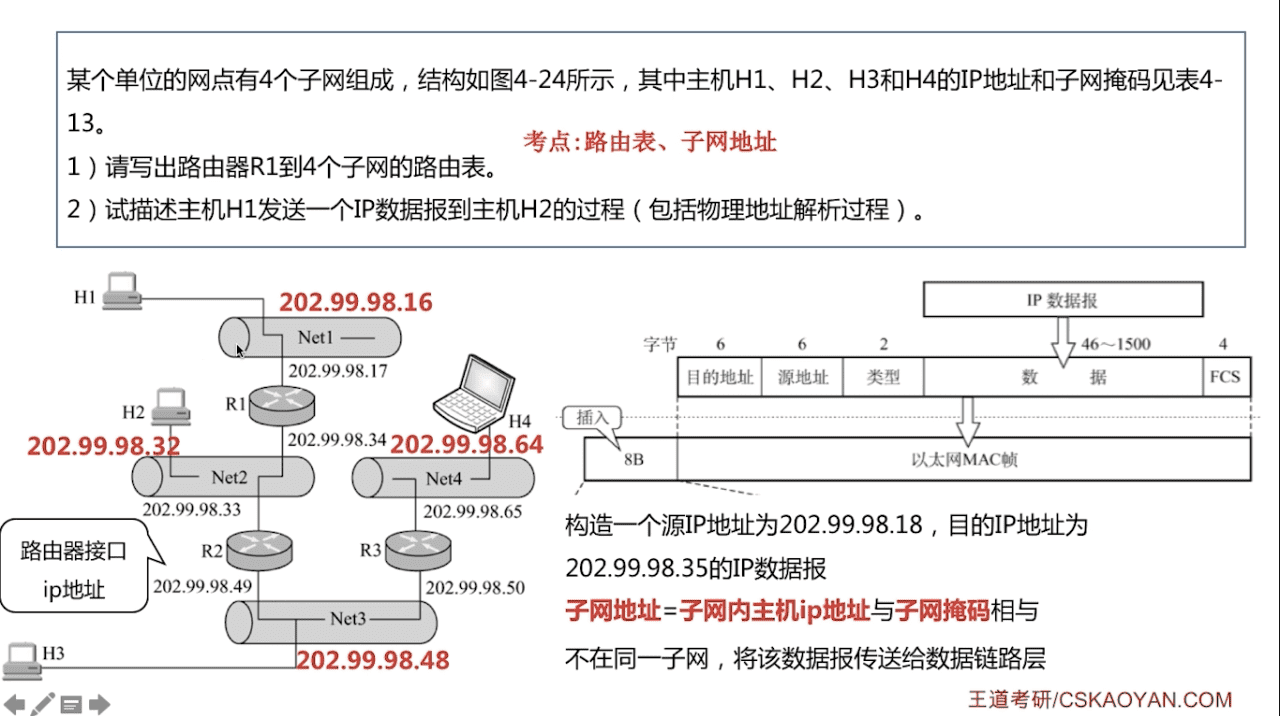 某个单位的网点有4个子网组成，结构如图4-24所示，其中主机H1、H2、H3和H4的IP地址和子网掩码见表4-
13。
考点:路由表、子网地址
1）请写出路由器R1到4个子网的路由表。
2）试描述主机H1发送一个IP数据报到主机H2的过程（包括物理地址解析过程）。
H1
202.99.98.16
Net1
202.99.98.17
H2
R1
202.99.98.32
202.99.98.34
202.99.98.64
H4
Net2
Net4
202.99.98.33
202.99.98.65
路由器接口
ip地址
R2
R3
202.99.98.49
202.99.98.50
Net3
H3
202.99.98.48
IP 数据报
字节 6 6 2 46～1500 4
目的地址 源地址 类型 数 据 FCS
插入
8B 以太网MAC帧
构造一个源IP地址为202.99.98.18，目的IP地址为
202.99.98.35的IP数据报
子网地址=子网内主机ip地址与子网掩码相与
不在同一子网，将该数据报传送给数据链路层
王道考研/CSKAOYAN.COM